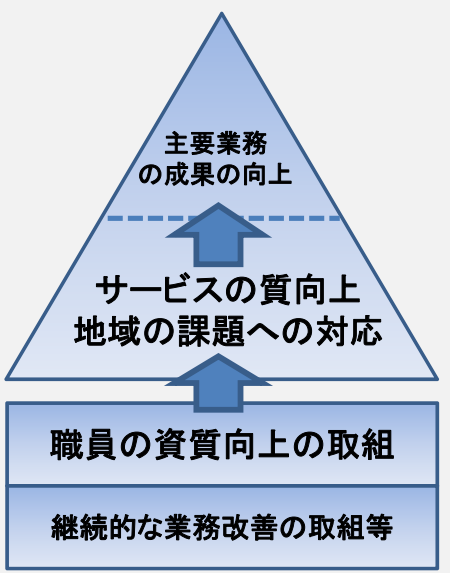 主要業務
の成果の向上
サービスの質向上
地域の課題への対応
職員の資質向上の取組
継続的な業務改善の取組等